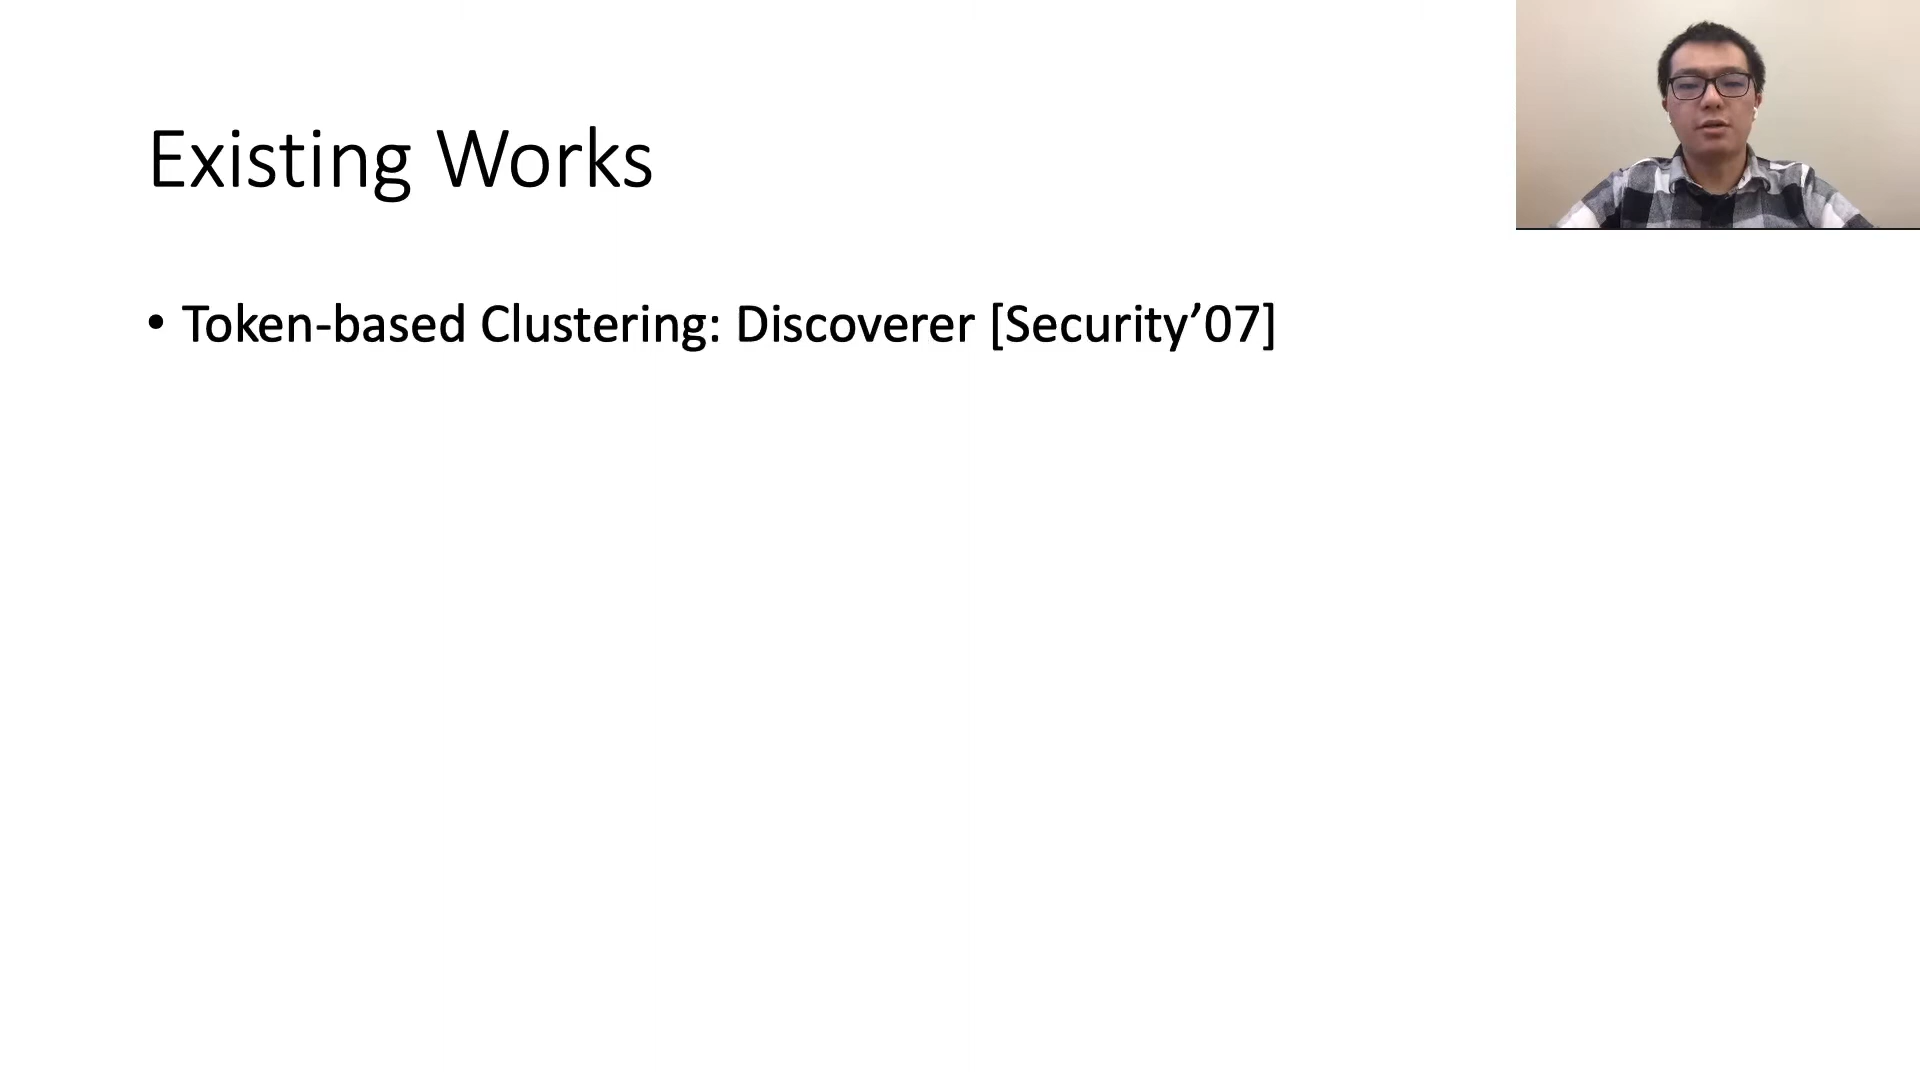 Existing Works
• Token-based Clustering: Discoverer [Security’07]